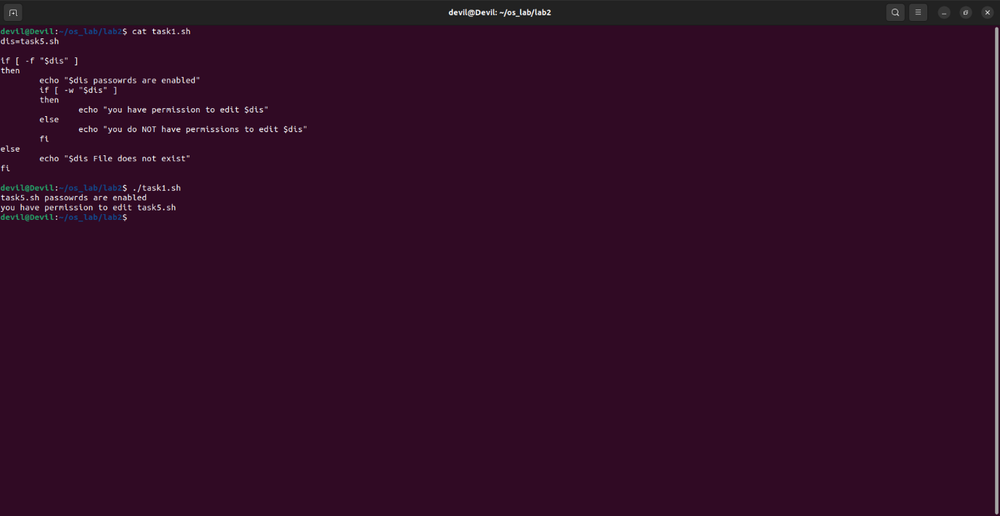 devil@Devil: ~/os_lab/lab2
devil@Devil:~/os_lab/lab2$ cat task1.sh
dis=task5.sh
if [ -f "$dis" ]
then
        echo "$dis passowrds are enabled"
        if [ -w "$dis" ]
        then
                echo "you have permission to edit $dis"
        else
                echo "you do NOT have permissions to edit $dis"
        fi
else
        echo "$dis File does not exist"
fi
devil@Devil:~/os_lab/lab2$ ./task1.sh
task5.sh passowrds are enabled
you have permission to edit task5.sh
devil@Devil:~/os_lab/lab2$